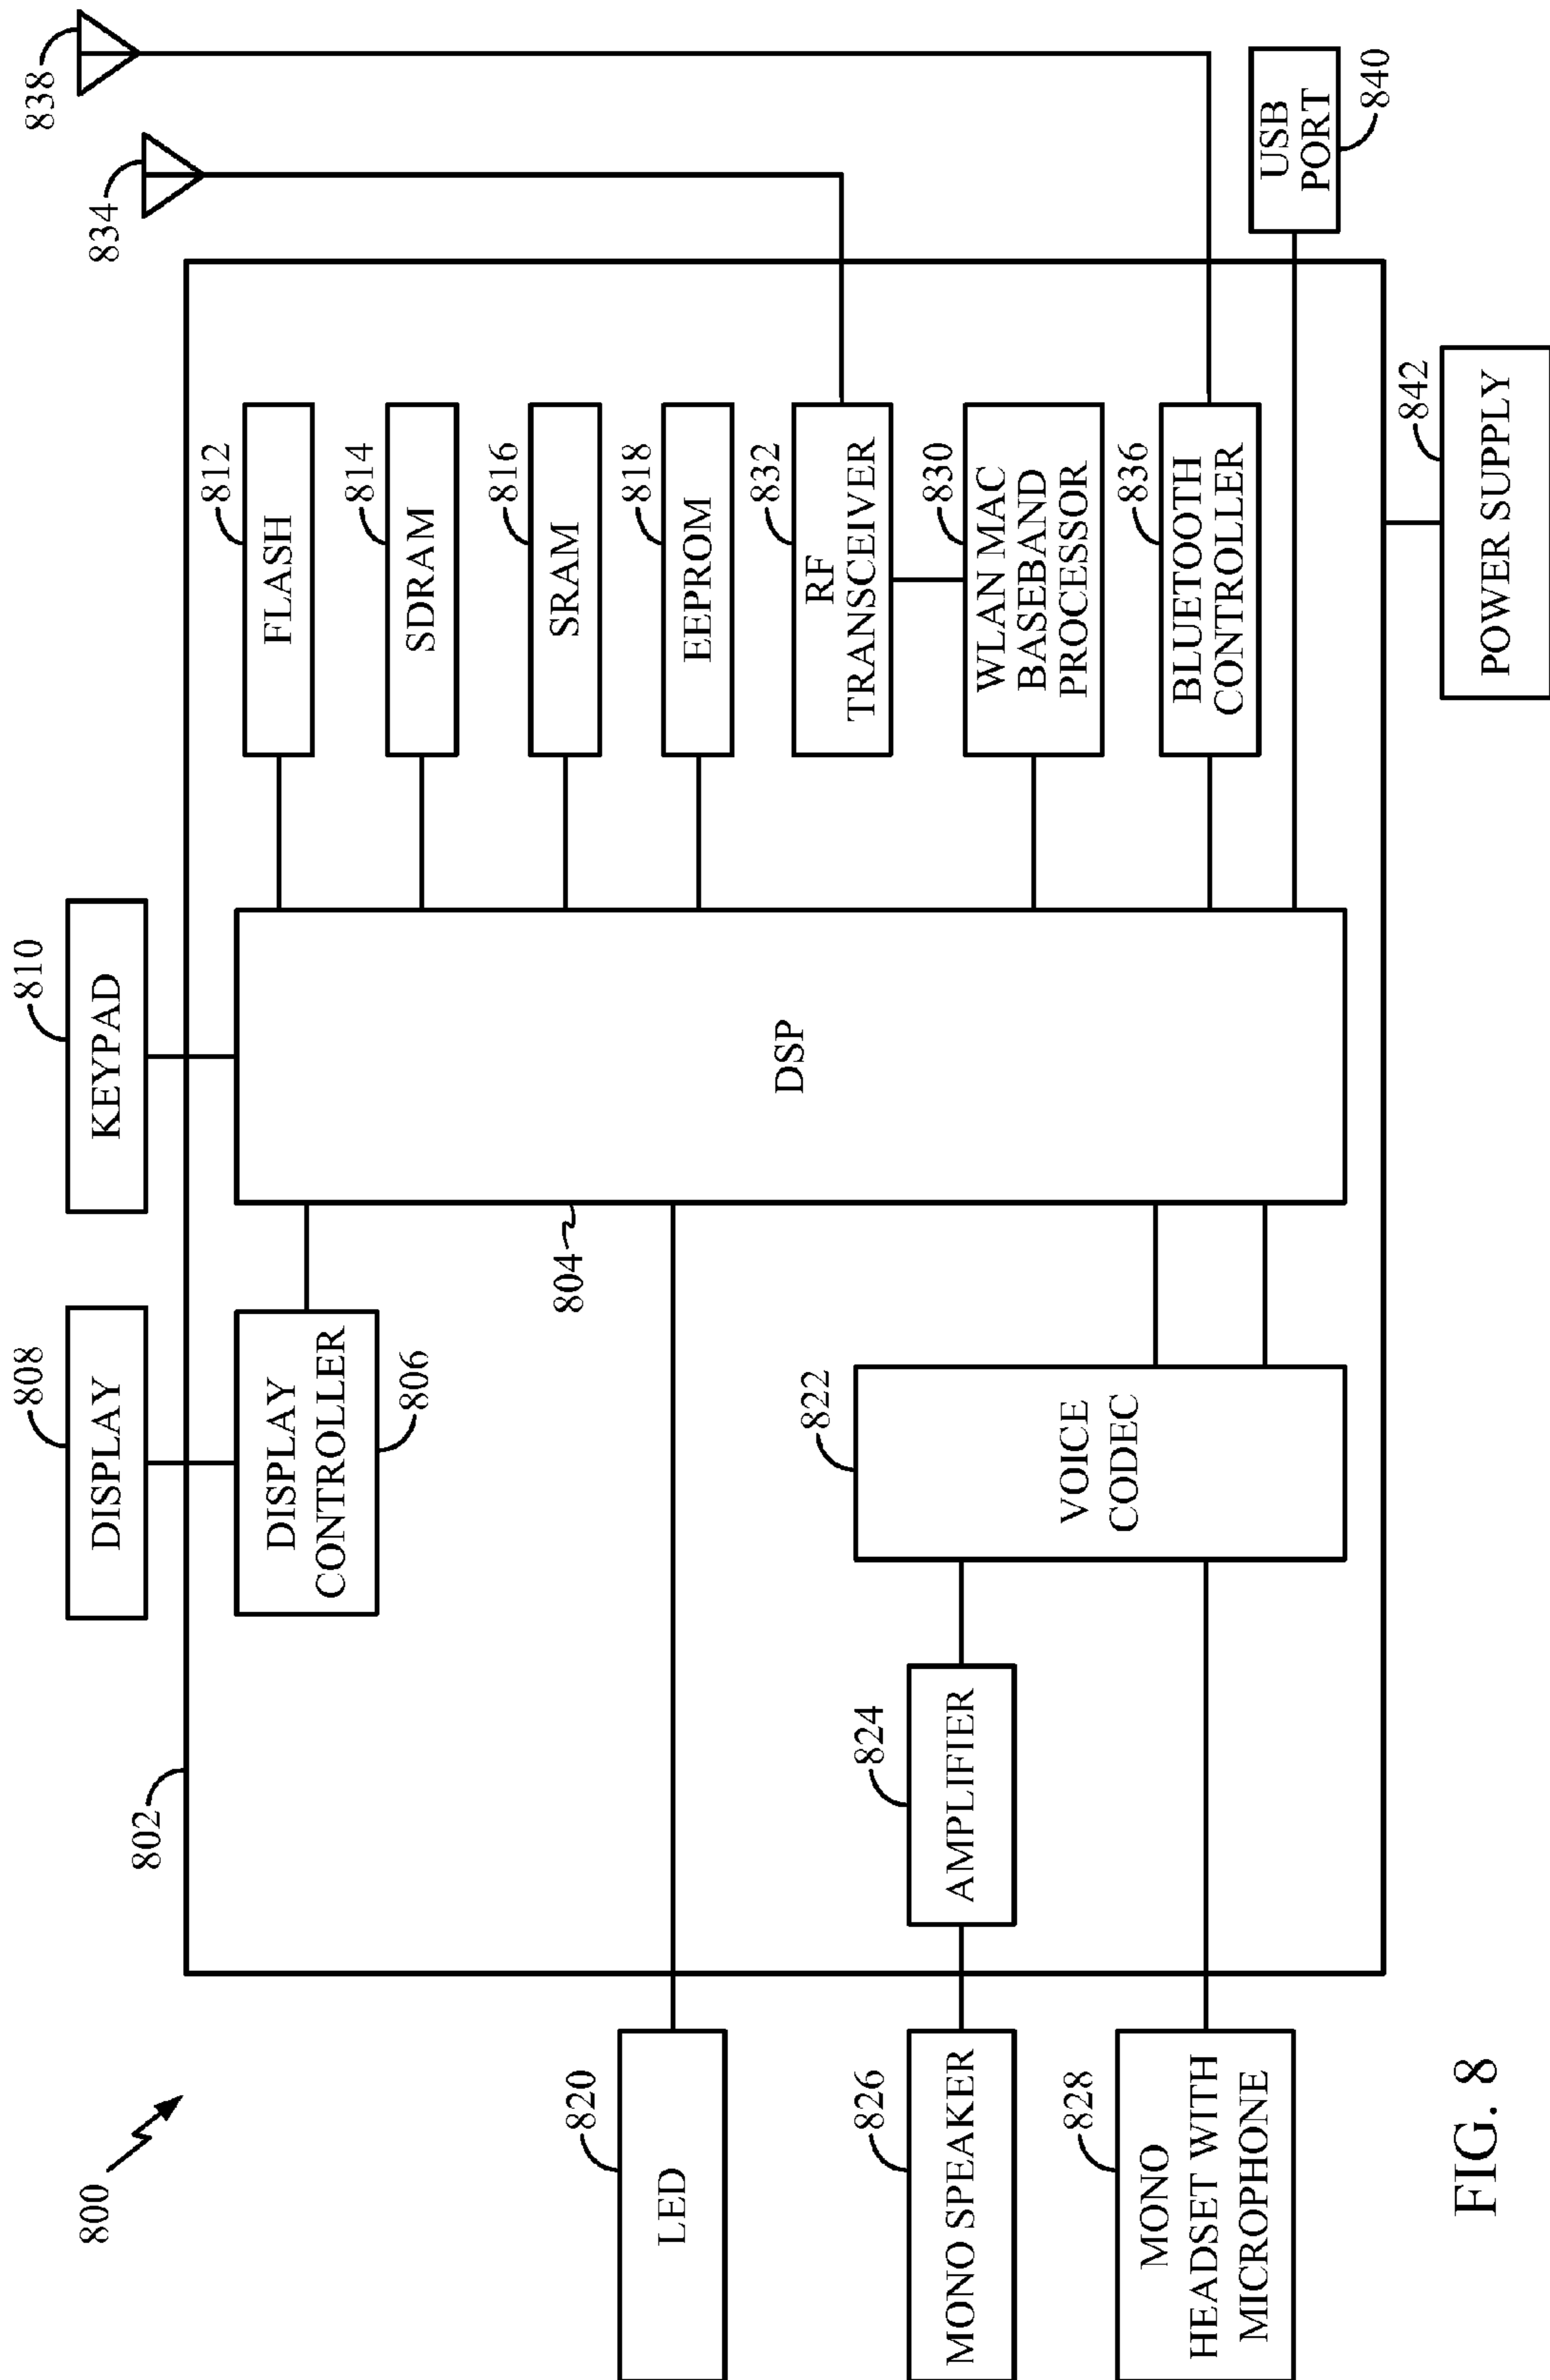 800
802
808
DISPLAY
810
KEYPAD
838
834
DISPLAY
CONTROLLER
806
804
DSP
812
FLASH
814
SDRAM
816
SRAM
818
EEPROM
832
RF
TRANSCEIVER
830
WLAN MAC
BASEBAND
PROCESSOR
836
BLUETOOTH
CONTROLLER
USB
PORT
840
820
LED
822
VOICE
CODEC
824
AMPLIFIER
826
MONO SPEAKER
828
MONO
HEADSET WITH
MICROPHONE
842
POWER SUPPLY
FIG. 8